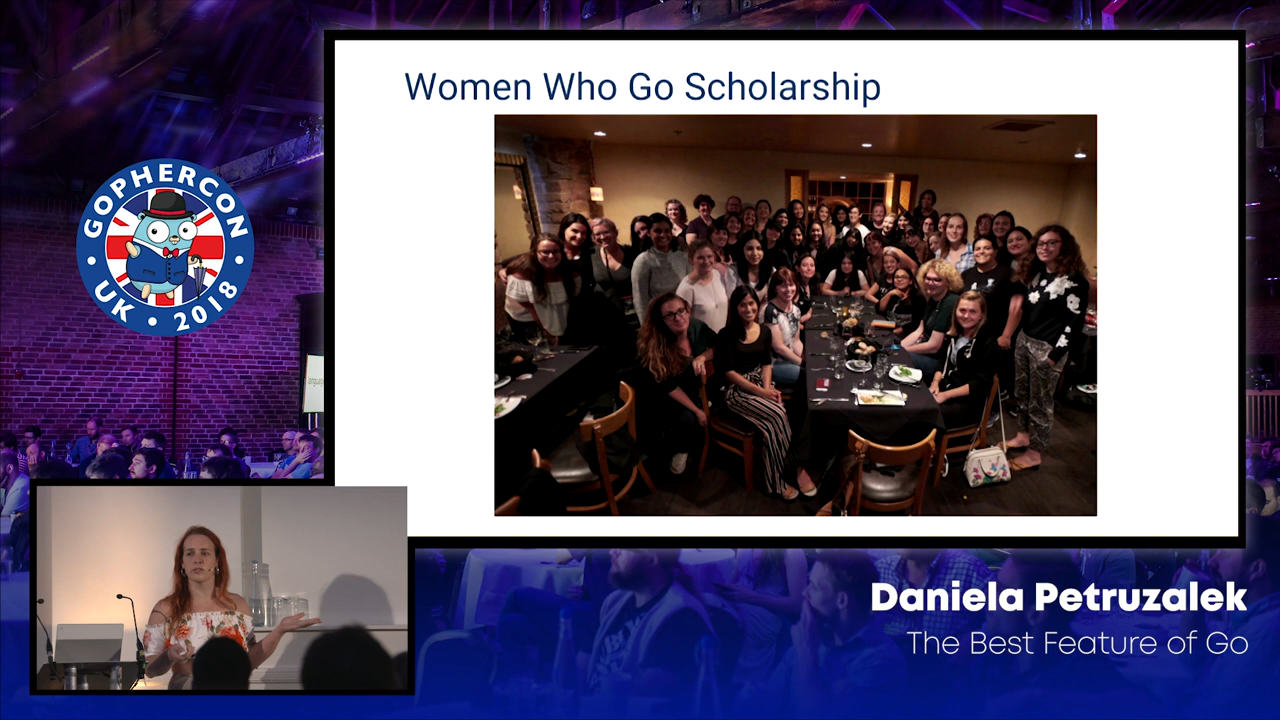 Women Who Go Scholarship
GOPHERCON
UK • 2018
Daniela Petruzalek
The Best Feature of Go